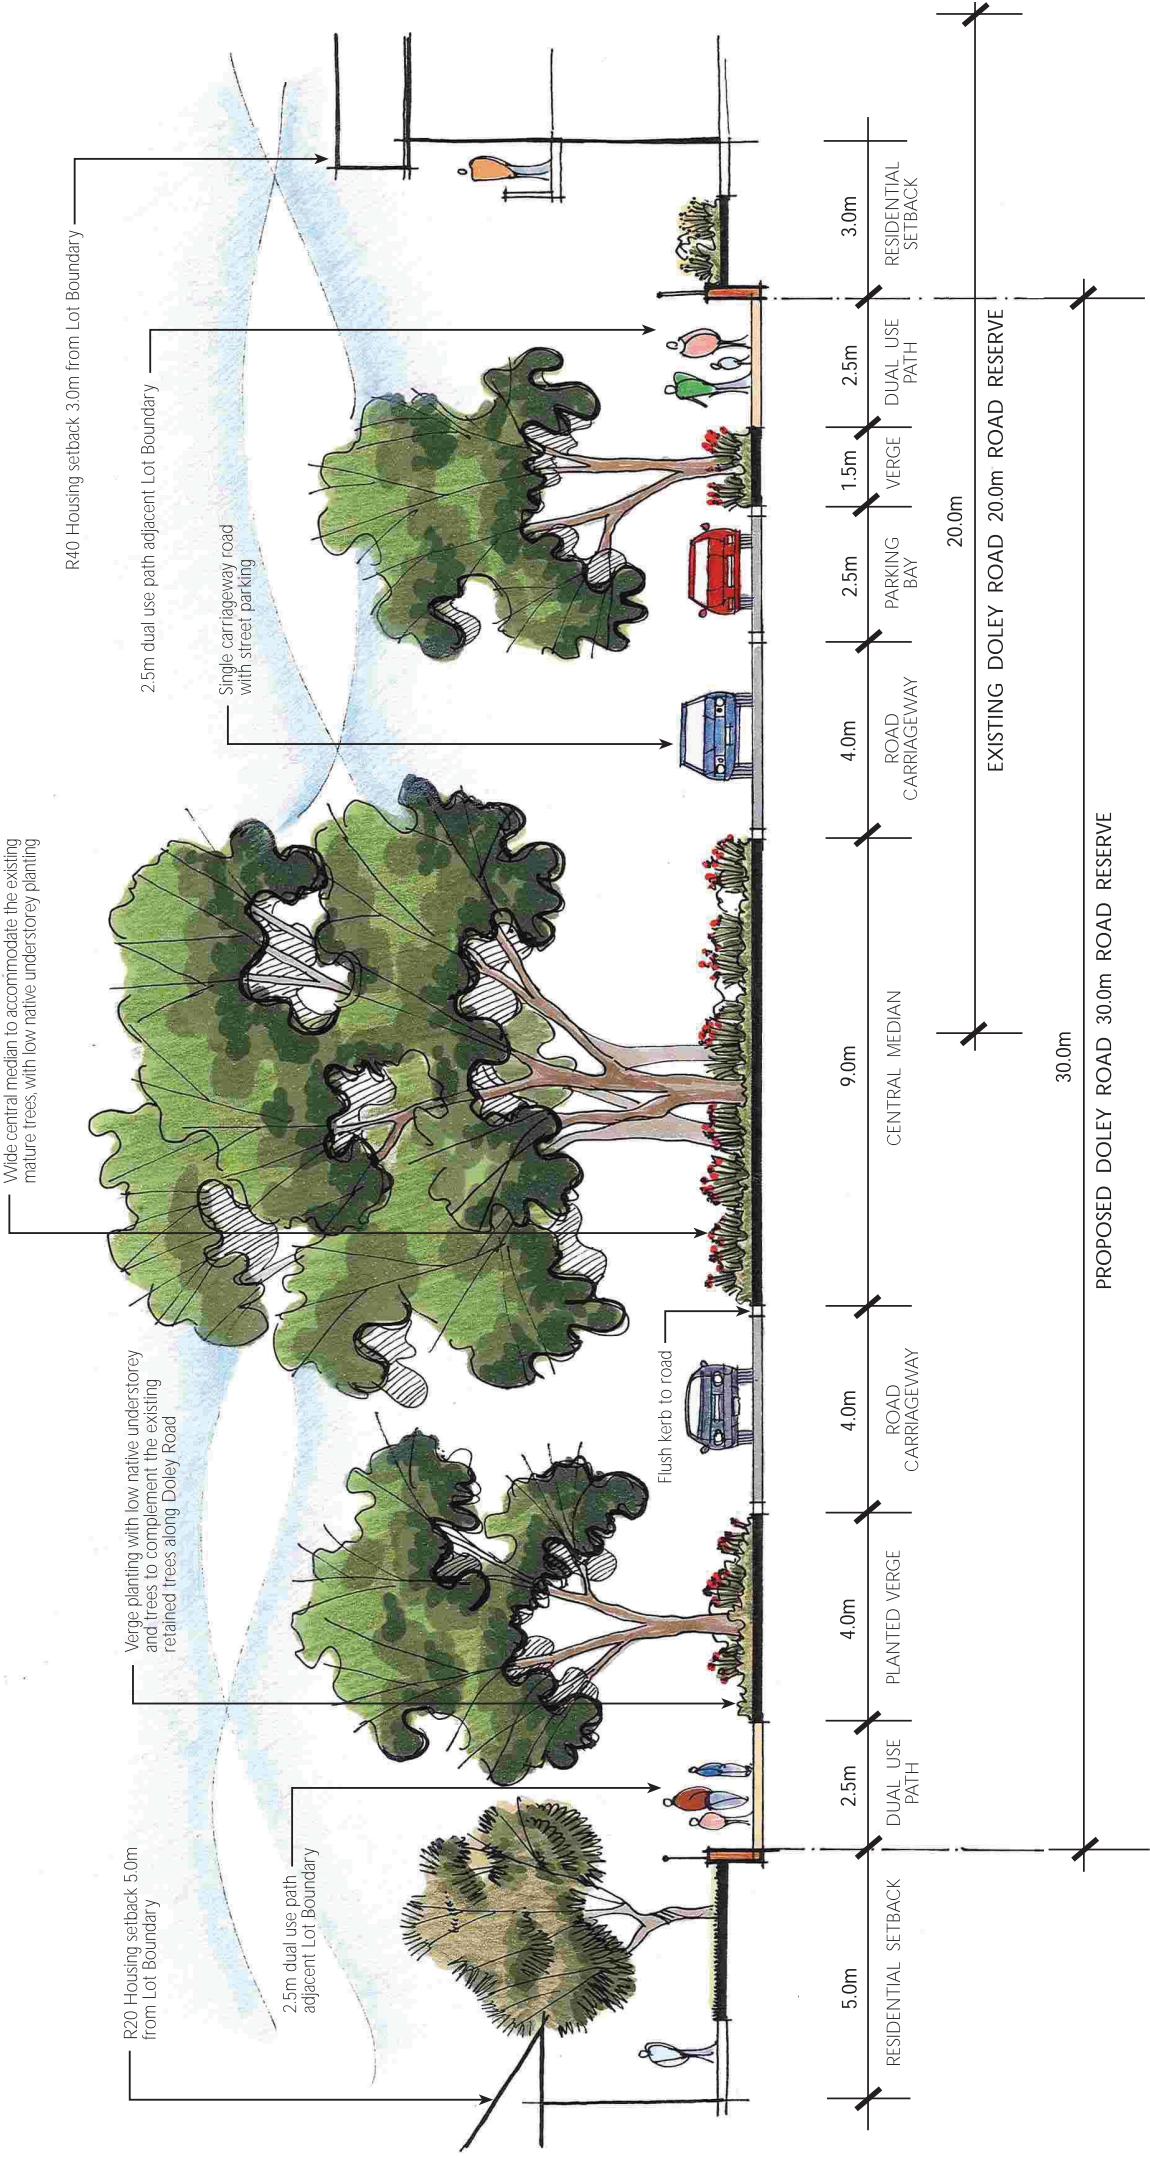 R20 Housing setback 5.0m
from Lot Boundary
2.5m dual use path
adjacent Lot Boundary
Verge planting with low native understorey
and trees to complement the existing
retained trees along Doley Road
Flush kerb to road
Wide central median to accommodate the existing
mature trees, with low native understorey planting
Single carriageway road
with street parking
2.5m dual use path adjacent Lot Boundary
R40 Housing setback 3.0m from Lot Boundary
5.0m
RESIDENTIAL SETBACK
2.5m
DUAL USE
PATH
4.0m
PLANTED VERGE
4.0m
ROAD
CARRIAGEWAY
9.0m
CENTRAL MEDIAN
4.0m
ROAD
CARRIAGEWAY
2.5m
PARKING
BAY
1.5m
VERGE
2.5m
DUAL USE
PATH
3.0m
RESIDENTIAL
SETBACK
20.0m
EXISTING DOLEY ROAD 20.0m ROAD RESERVE
30.0m
PROPOSED DOLEY ROAD 30.0m ROAD RESERVE